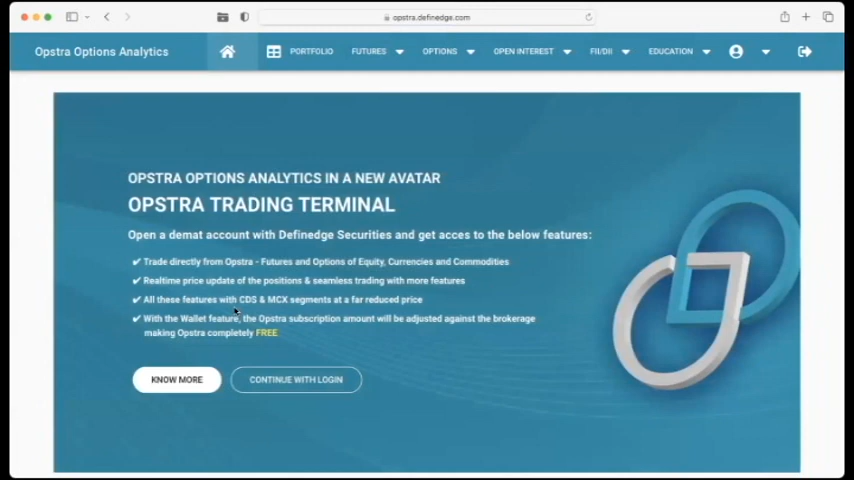 opstra.definedge.com
Opstra Options Analytics
PORTFOLIO
FUTURES
OPTIONS
OPEN INTEREST
FII/DII
EDUCATION
OPSTRA OPTIONS ANALYTICS IN A NEW AVATAR
OPSTRA TRADING TERMINAL
Open a demat account with Definedge Securities and get acces to the below features:
✔ Trade directly from Opstra - Futures and Options of Equity, Currencies and Commodities
✔ Realtime price update of the positions & seamless trading with more features
✔ All these features with CDS & MCX segments at a far reduced price
✔ With the Wallet feature, the Opstra subscription amount will be adjusted against the brokerage
making Opstra completely FREE
KNOW MORE
CONTINUE WITH LOGIN